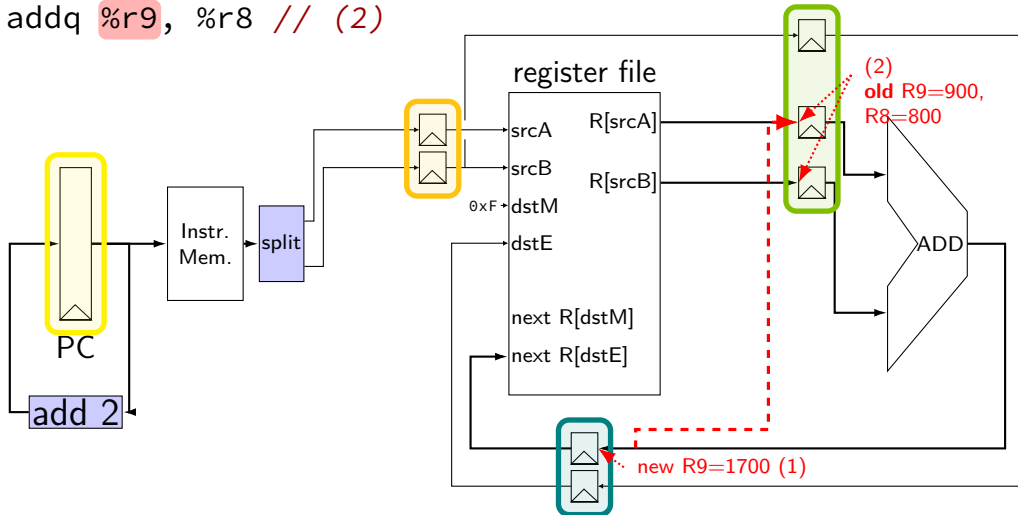 addq %r9, %r8 // (2)
register file
(2)
old R9=900,
R8=800
srcA
R[srcA]
srcB
R[srcB]
0xF
dstM
dstE
Instr.
Mem.
split
ADD
next R[dstM]
next R[dstE]
PC
add 2
new R9=1700 (1)